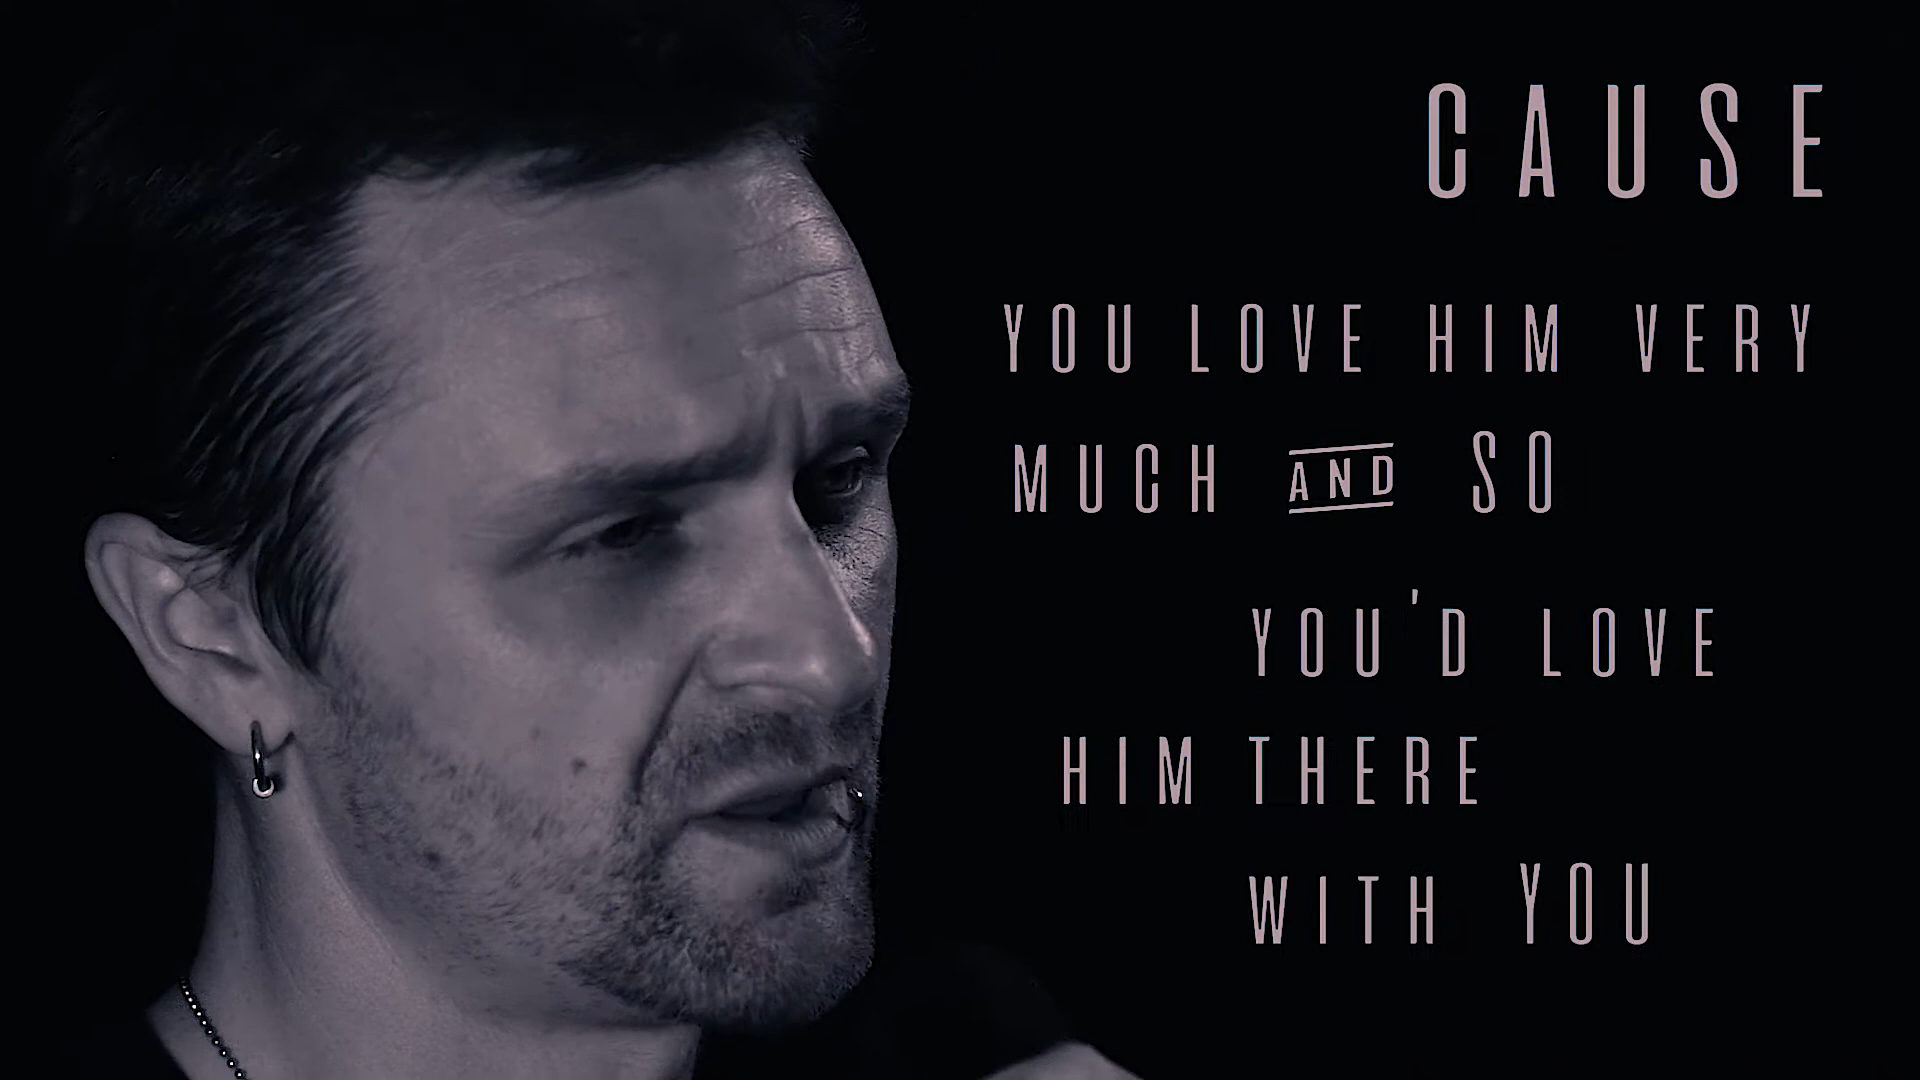 CAUSE
YOU LOVE HIM VERY
MUCH AND SO
YOU'D LOVE
HIM THERE
WITH YOU